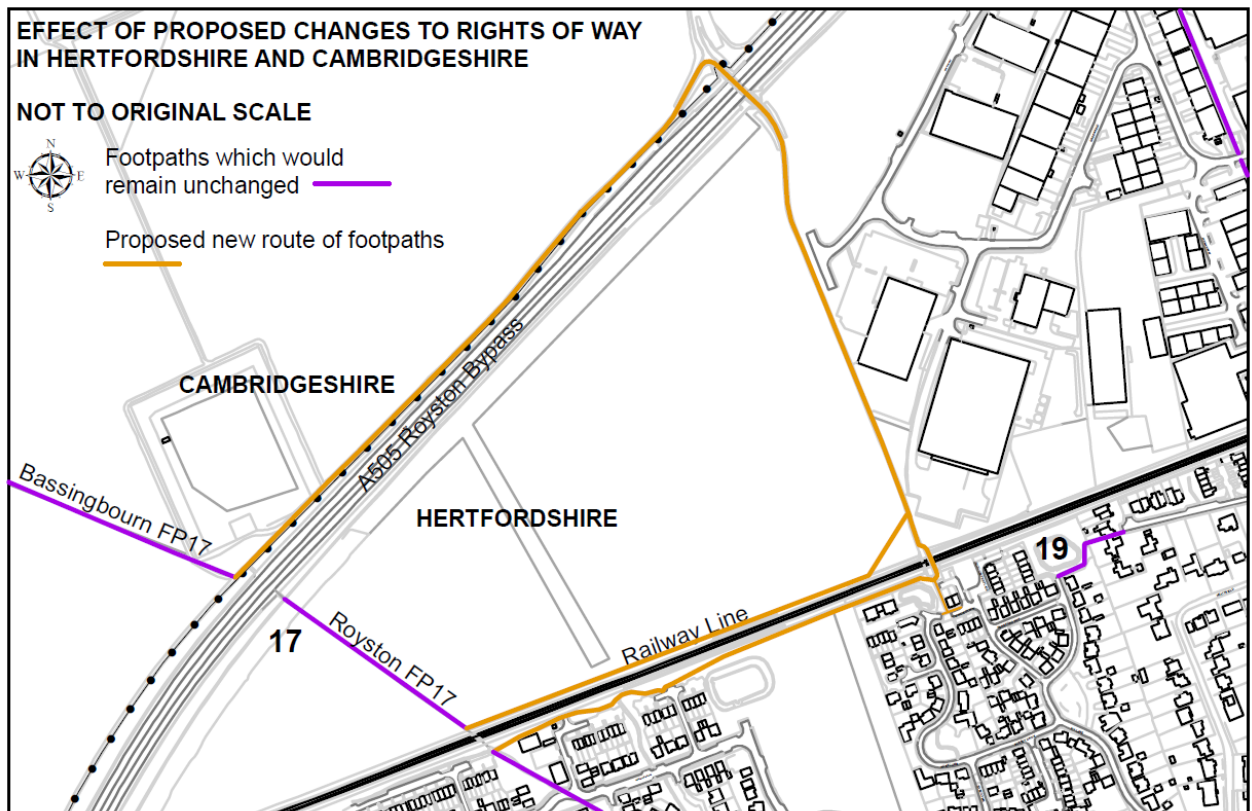 EFFECT OF PROPOSED CHANGES TO RIGHTS OF WAY
IN HERTFORDSHIRE AND CAMBRIDGESHIRE
NOT TO ORIGINAL SCALE
N
W E
S
Footpaths which would
remain unchanged
Proposed new route of footpaths
CAMBRIDGESHIRE
A505 Royston Bypass
Bassingbourn FP17
HERTFORDSHIRE
19
17
Royston FP17
Railway Line